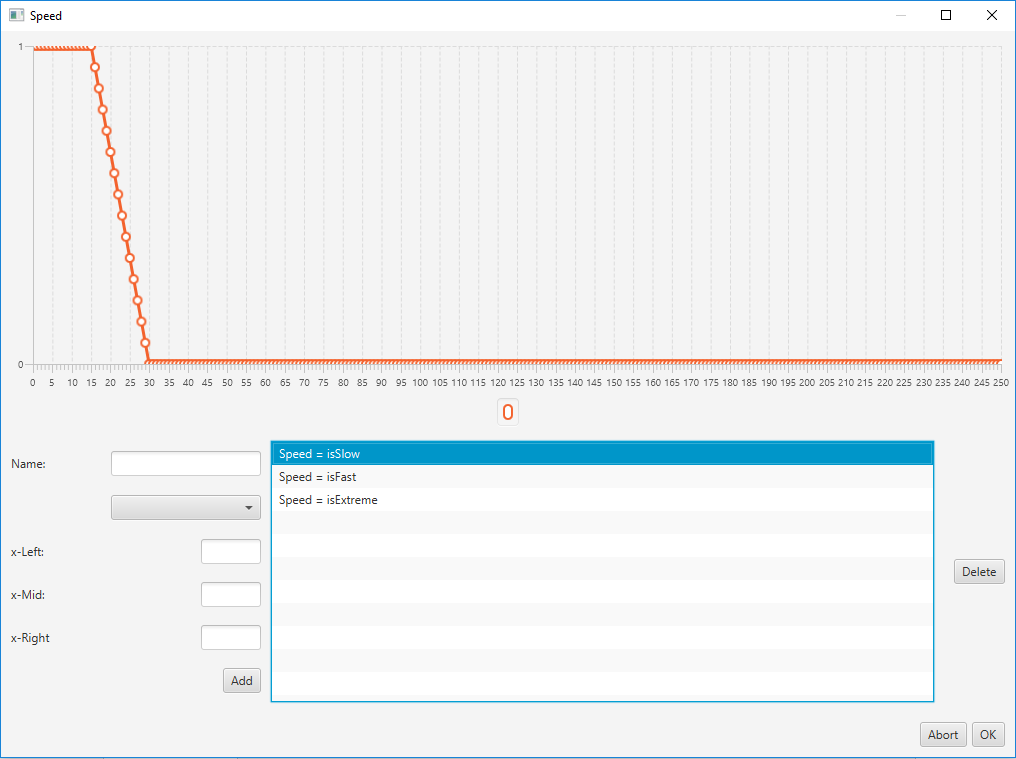 Speed
1
0
0 5 10 15 20 25 30 35 40 45 50 55 60 65 70 75 80 85 90 95 100 105 110 115 120 125 130 135 140 145 150 155 160 165 170 175 180 185 190 195 200 205 210 215 220 225 230 235 240 245 250
Name:
Speed = isSlow
Speed = isFast
Speed = isExtreme
x-Left:
x-Mid:
x-Right
Add
Delete
Abort OK